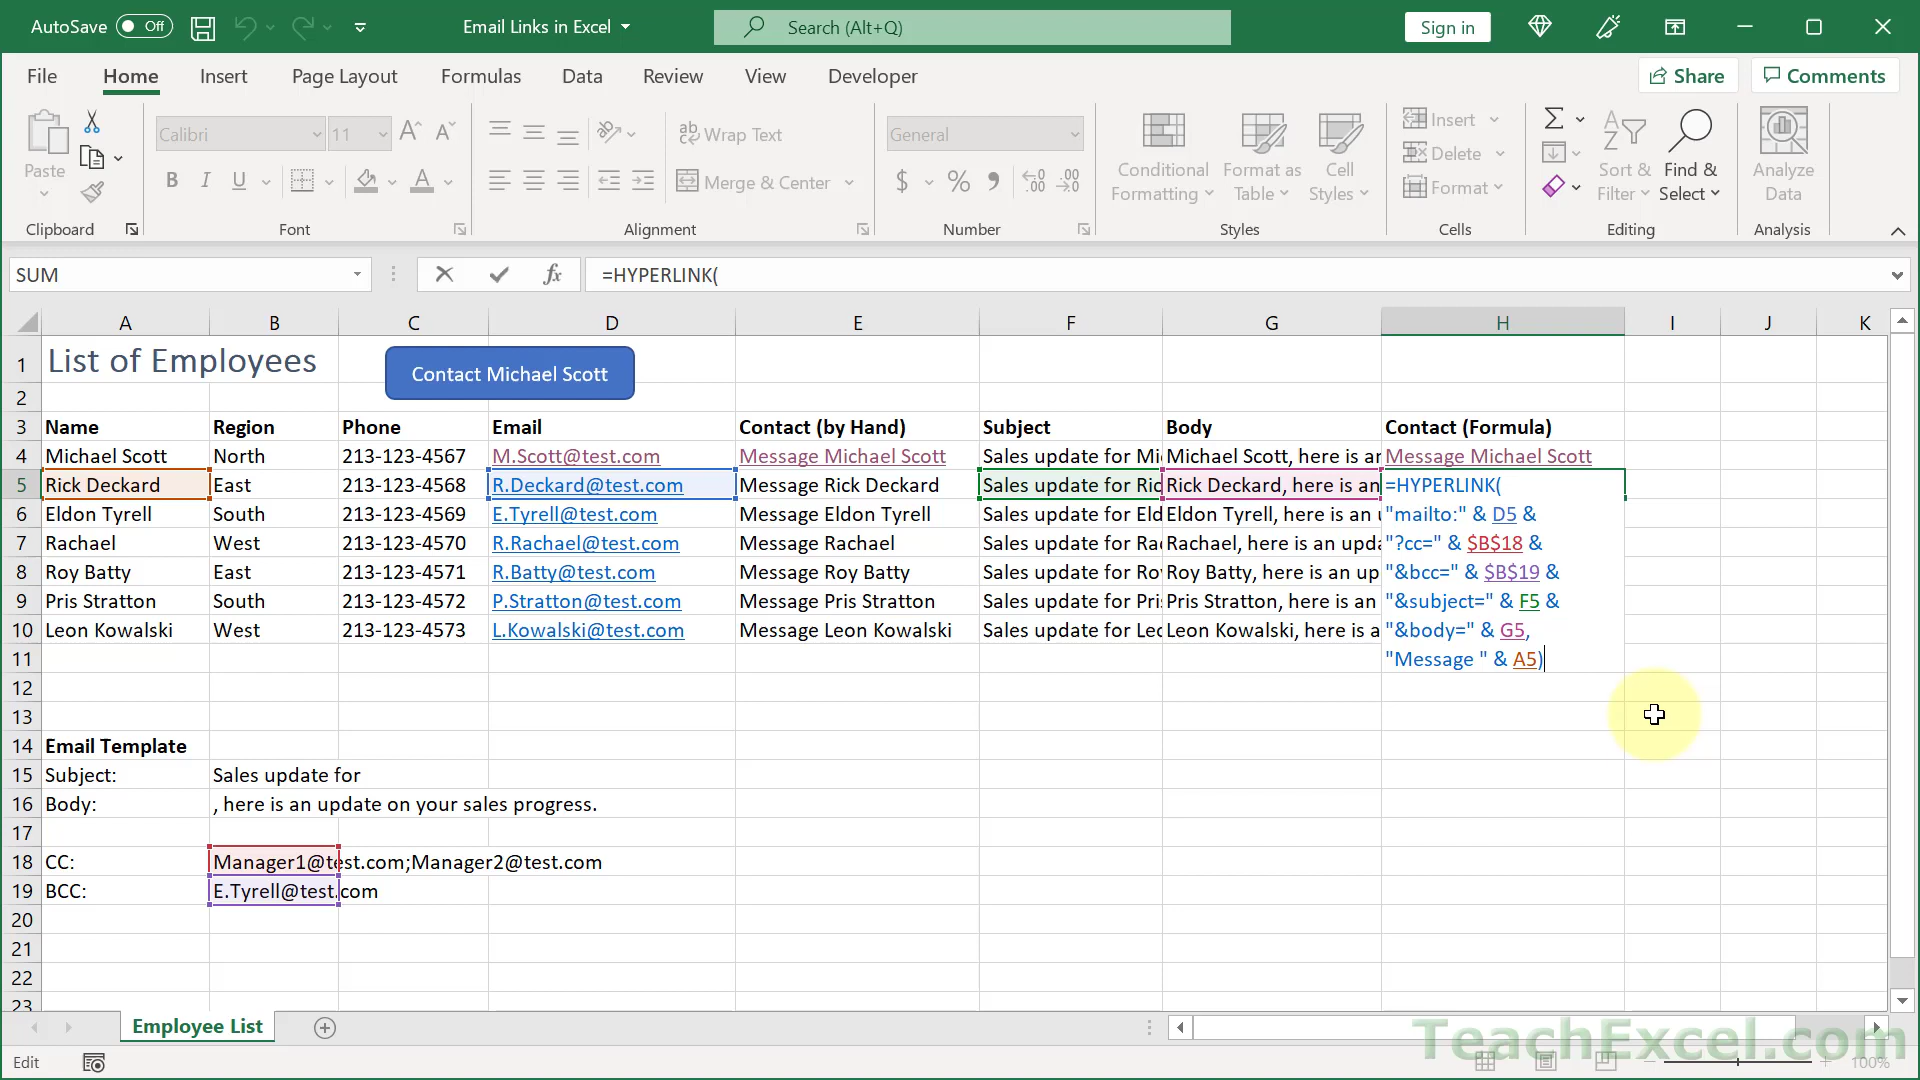 AutoSave Off Email Links in Excel Search (Alt+Q) Sign in
File Home Insert Page Layout Formulas Data Review View Developer Share Comments
Calibri 11 Wrap Text General Insert
Paste Conditional Format as Cell Delete Sort & Find & Analyze
B I U Merge & Center $ % Formatting Table Styles Format Filter Select Data
Clipboard Font Alignment Number Styles Cells Editing Analysis
SUM fx =HYPERLINK(
A B C D E F G H I J K
1 List of Employees Contact Michael Scott
2
3 Name Region Phone Email Contact (by Hand) Subject Body Contact (Formula)
4 Michael Scott North 213-123-4567 M.Scott@test.com Message Michael Scott Sales update for Mic Michael Scott, here is an Message Michael Scott
5 Rick Deckard East 213-123-4568 R.Deckard@test.com Message Rick Deckard Sales update for Ric Rick Deckard, here is an =HYPERLINK(
6 Eldon Tyrell South 213-123-4569 E.Tyrell@test.com Message Eldon Tyrell Sales update for Eld Eldon Tyrell, here is an u "mailto:" & D5 &
7 Rachael West 213-123-4570 R.Rachael@test.com Message Rachael Sales update for Rac Rachael, here is an upda "?cc=" & $B$18 &
8 Roy Batty East 213-123-4571 R.Batty@test.com Message Roy Batty Sales update for Roy Roy Batty, here is an up "&bcc=" & $B$19 &
9 Pris Stratton South 213-123-4572 P.Stratton@test.com Message Pris Stratton Sales update for Pris Pris Stratton, here is an "&subject=" & F5 &
10 Leon Kowalski West 213-123-4573 L.Kowalski@test.com Message Leon Kowalski Sales update for Leo Leon Kowalski, here is a "&body=" & G5,
11 "Message " & A5)
12
13
14 Email Template
15 Subject: Sales update for
16 Body: , here is an update on your sales progress.
17
18 CC: Manager1@test.com;Manager2@test.com
19 BCC: E.Tyrell@test.com
20
21
22
23
Employee List
TeachExcel.com
Edit 100%